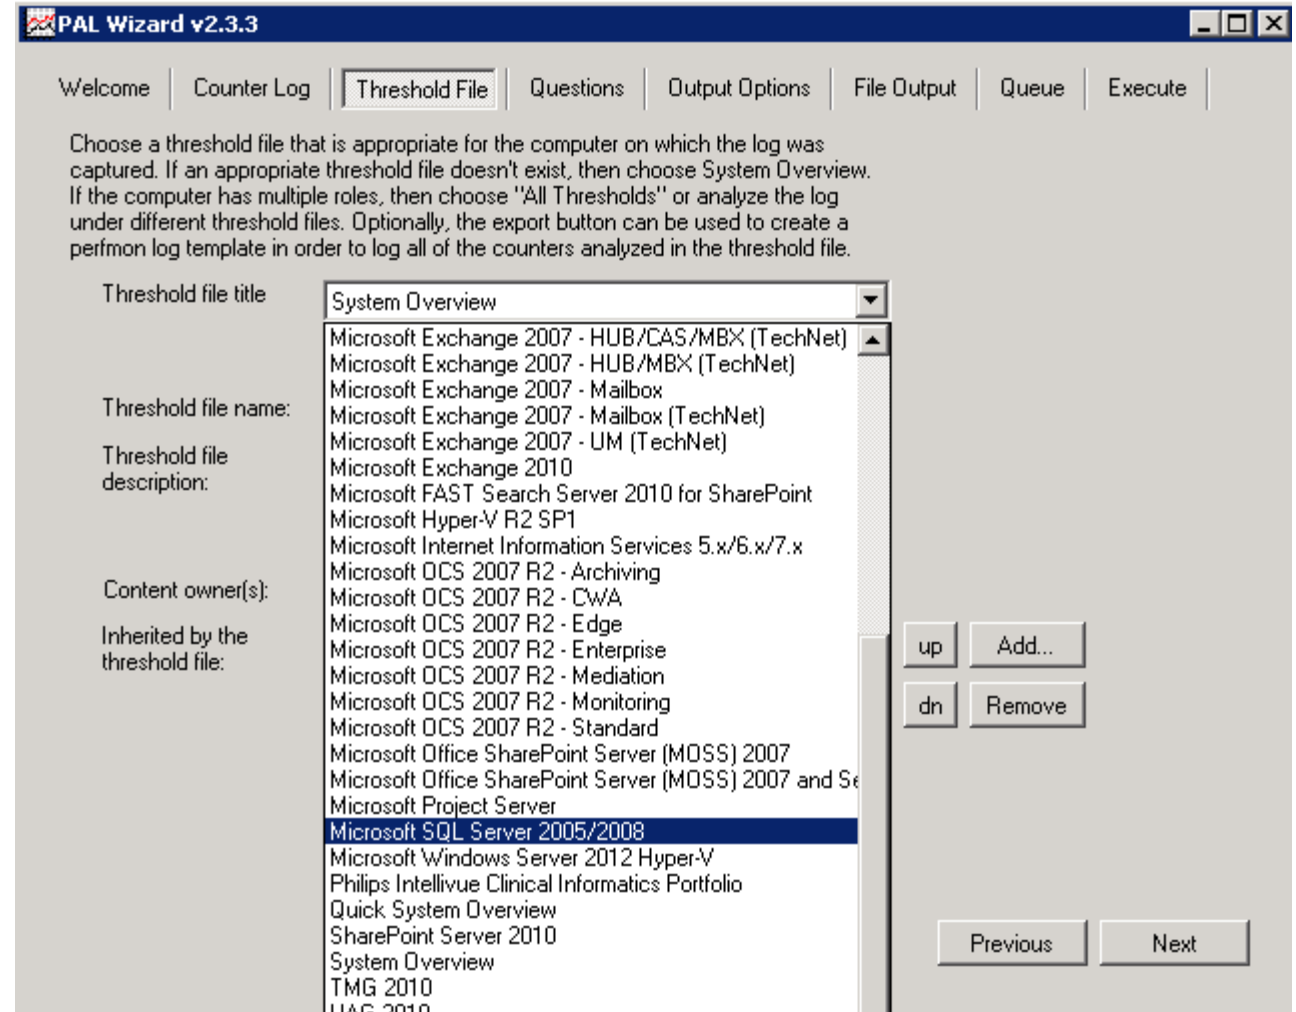 PAL Wizard v2.3.3
Welcome
Counter Log
Threshold File
Questions
Output Options
File Output
Queue
Execute
Choose a threshold file that is appropriate for the computer on which the log was
captured. If an appropriate threshold file doesn't exist, then choose System Overview.
If the computer has multiple roles, then choose "All Thresholds" or analyze the log
under different threshold files. Optionally, the export button can be used to create a
perfmon log template in order to log all of the counters analyzed in the threshold file.
Threshold file title
System Overview
Microsoft Exchange 2007 - HUB/CAS/MBX (TechNet)
Microsoft Exchange 2007 - HUB/MBX (TechNet)
Microsoft Exchange 2007 - Mailbox
Threshold file name:
Microsoft Exchange 2007 - Mailbox (TechNet)
Microsoft Exchange 2007 - UM (TechNet)
Threshold file
description:
Microsoft Exchange 2010
Microsoft FAST Search Server 2010 for SharePoint
Microsoft Hyper-V R2 SP1
Microsoft Internet Information Services 5.x/6.x/7.x
Microsoft OCS 2007 R2 - Archiving
Content owner(s):
Microsoft OCS 2007 R2 - CWA
Microsoft OCS 2007 R2 - Edge
Inherited by the
threshold file:
Microsoft OCS 2007 R2 - Enterprise
up
Add...
Microsoft OCS 2007 R2 - Mediation
Microsoft OCS 2007 R2 - Monitoring
dn
Remove
Microsoft OCS 2007 R2 - Standard
Microsoft Office SharePoint Server (MOSS) 2007
Microsoft Office SharePoint Server (MOSS) 2007 and Se
Microsoft Project Server
Microsoft SQL Server 2005/2008
Microsoft Windows Server 2012 Hyper-V
Philips Intellivue Clinical Informatics Portfolio
Quick System Overview
SharePoint Server 2010
System Overview
TMG 2010
UAG 2010
Previous
Next